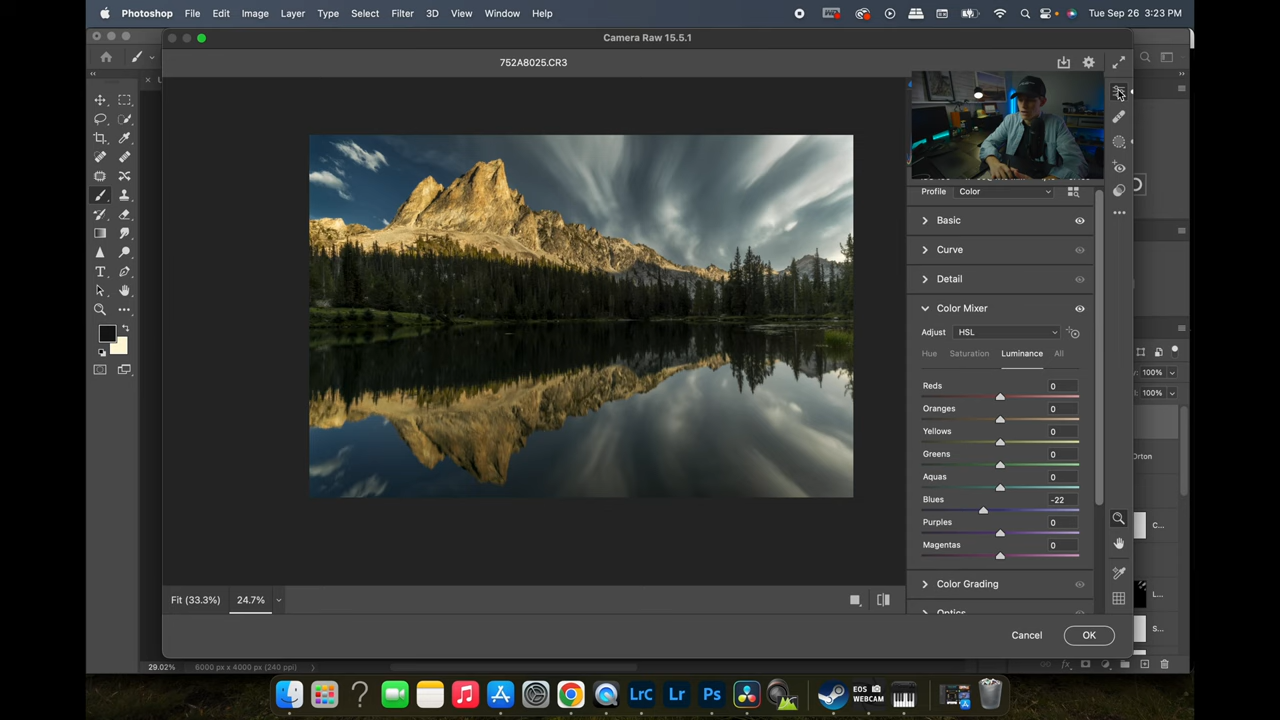 Photoshop File Edit Image Layer Type Select Filter 3D View Window Help Tue Sep 26 3:23 PM
Camera Raw 15.5.1
752A8025.CR3
Profile Color
Basic
Curve
Detail
Color Mixer
Adjust HSL
Hue Saturation Luminance All
Reds 0
Oranges 0
Yellows 0
Greens 0
Aquas 0
Blues -22
Purples 0
Magentas 0
Color Grading
Optics
Fit (33.3%) 24.7%
Cancel OK
100%
100%
Orton
C...
L...
S...
29.02% 6000 px x 4000 px (240 ppi)
LrC Lr Ps EOS WEBCAM